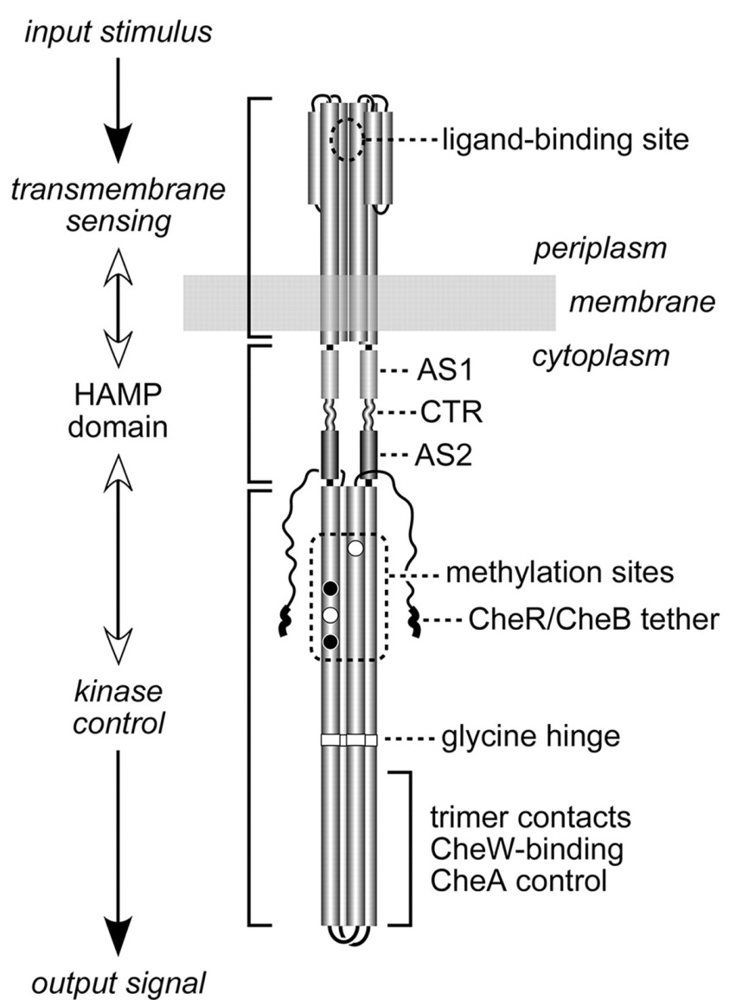 input stimulus
ligand-binding site
transmembrane
sensing
periplasm
membrane
cytoplasm
AS1
HAMP
domain
CTR
AS2
methylation sites
CheR/CheB tether
kinase
control
glycine hinge
trimer contacts
CheW-binding
CheA control
output signal